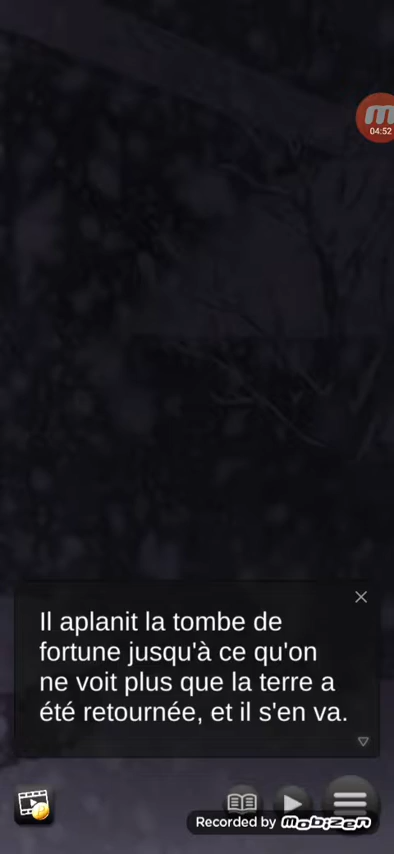 04:52
Il aplanit la tombe de
fortune jusqu'à ce qu'on
ne voit plus que la terre a
été retournée, et il s'en va.
Recorded by mobizen